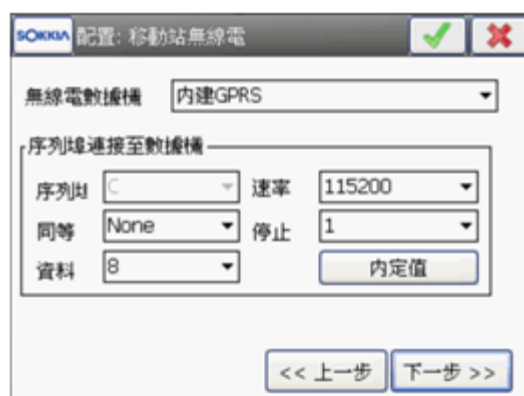 SOKKIA 配置: 移動站無線電
無線電數據機 內建GPRS
序列埠連接至數據機
序列 C 速率 115200
同等 None 停止 1
資料 8 內定值
<< 上一步 下一步 >>